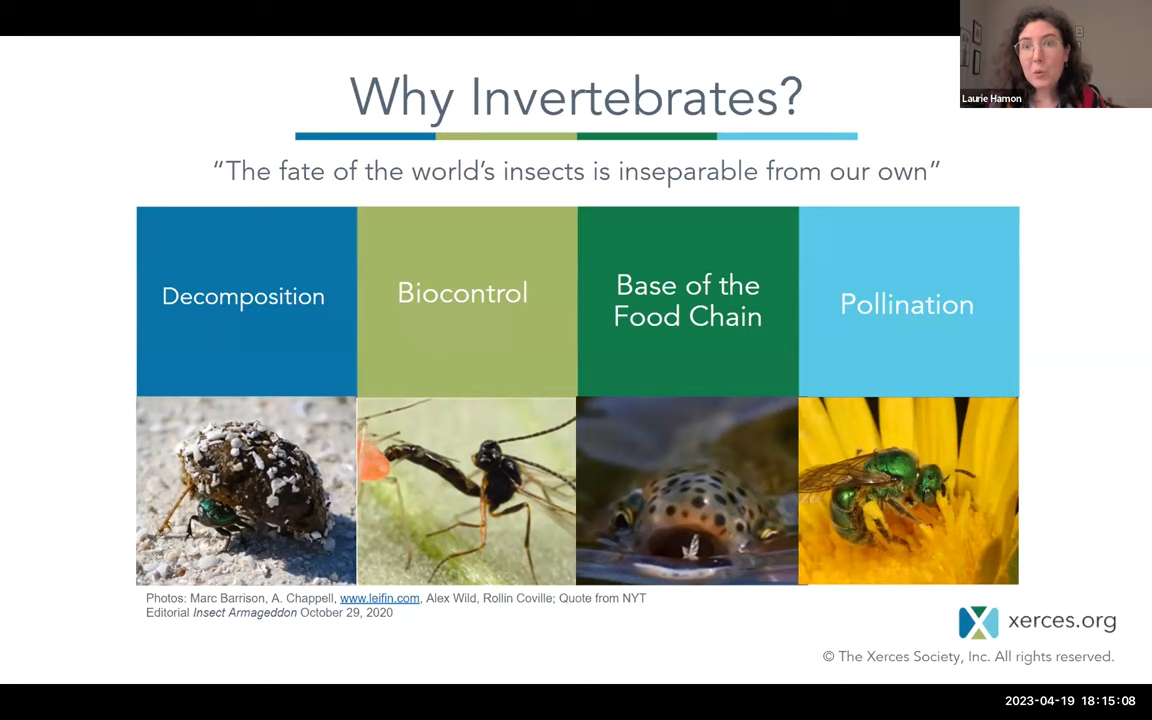 Why Invertebrates?
Laurie Hamon
“The fate of the world’s insects is inseparable from our own”
Decomposition
Biocontrol
Base of the
Food Chain
Pollination
Photos: Marc Barrison, A. Chappell, www.leifin.com, Alex Wild, Rollin Coville; Quote from NYT
Editorial Insect Armageddon October 29, 2020
xerces.org
© The Xerces Society, Inc. All rights reserved.
2023-04-19 18:15:08